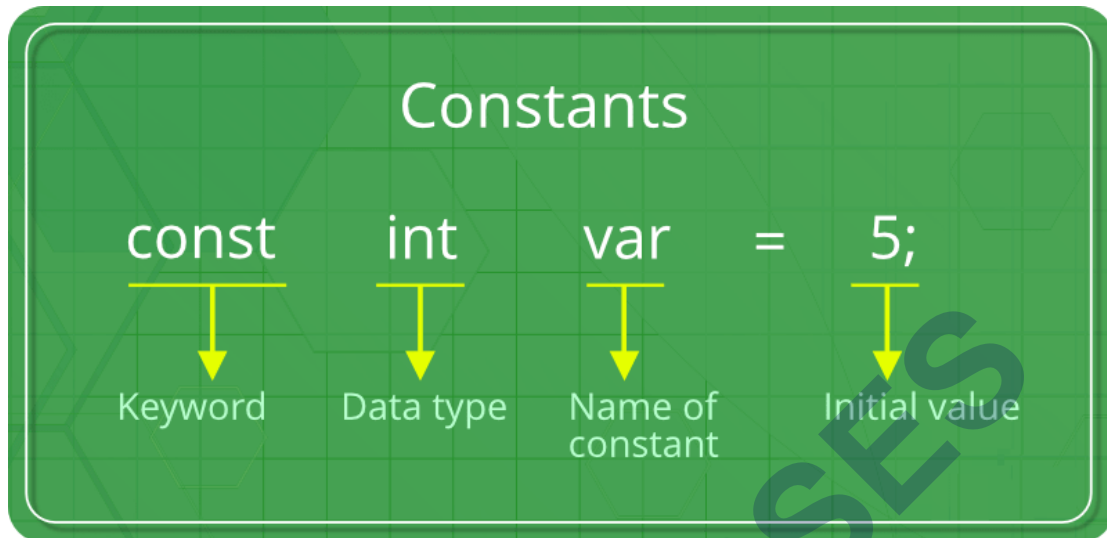 Constants
const int var = 5;
Keyword Data type Name of constant Initial value
SES